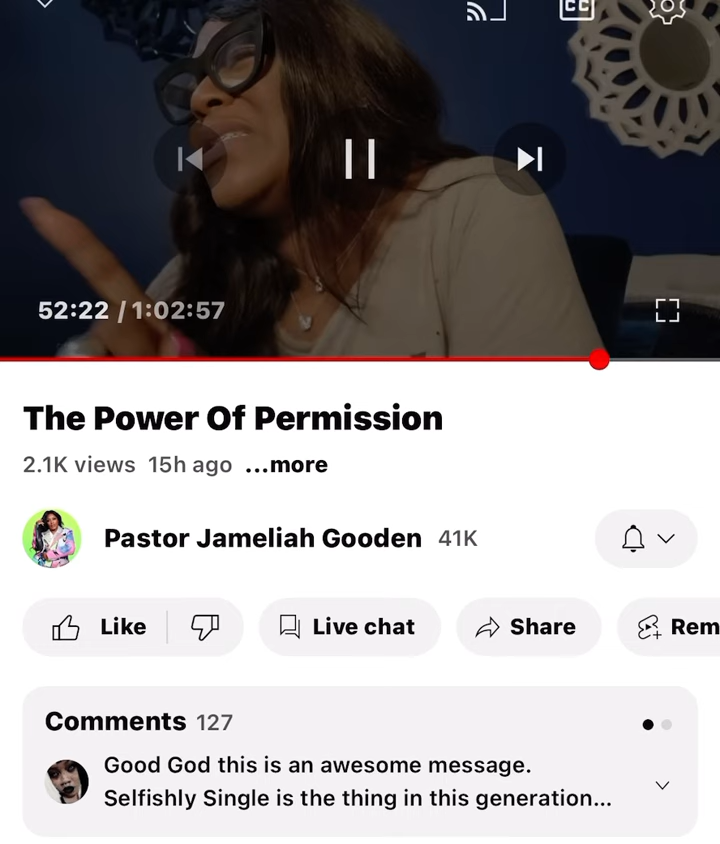 CC
52:22 / 1:02:57
The Power Of Permission
2.1K views 15h ago ...more
Pastor Jameliah Gooden 41K
Like
Live chat
Share
Rem
Comments 127
Good God this is an awesome message.
Selfishly Single is the thing in this generation...